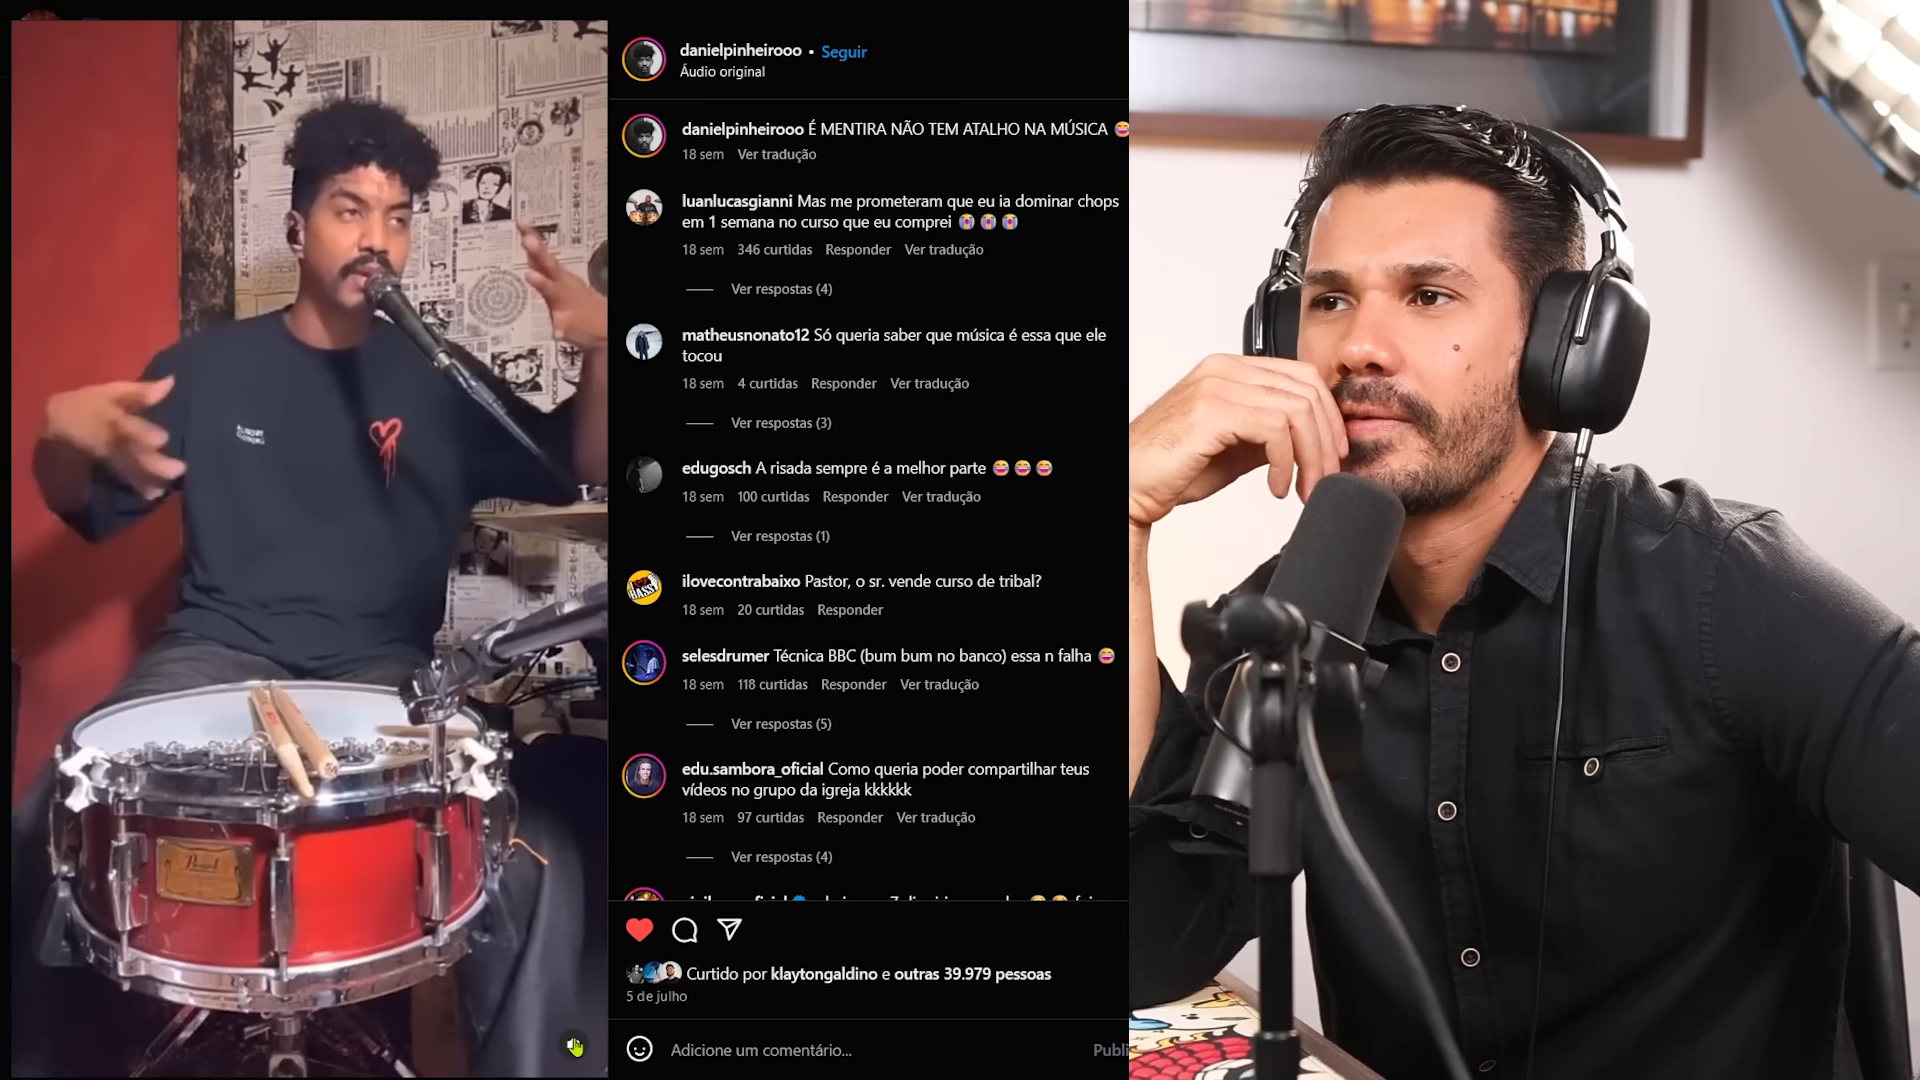 danielpinheirooo • Seguir
Áudio original
danielpinheirooo É MENTIRA NÃO TEM ATALHO NA MÚSICA 😂
18 sem Ver tradução
luanlucasgianni Mas me prometeram que eu ia dominar chops
em 1 semana no curso que eu comprei 😭 😭 😭
18 sem 346 curtidas Responder Ver tradução
Ver respostas (4)
matheusnonato12 Só queria saber que música é essa que ele
tocou
18 sem 4 curtidas Responder Ver tradução
Ver respostas (3)
edugosch A risada sempre é a melhor parte 😂 😂 😂
18 sem 100 curtidas Responder Ver tradução
Ver respostas (1)
ilovecontrabaixo Pastor, o sr. vende curso de tribal?
18 sem 20 curtidas Responder
selesdrumer Técnica BBC (bum bum no banco) essa n falha 😂
18 sem 118 curtidas Responder Ver tradução
Ver respostas (5)
edu.sambora_oficial Como queria poder compartilhar teus
vídeos no grupo da igreja kkkkkk
18 sem 97 curtidas Responder Ver tradução
Ver respostas (4)
Curtido por klaytongaldino e outras 39.979 pessoas
5 de julho
Adicione um comentário...
Publi